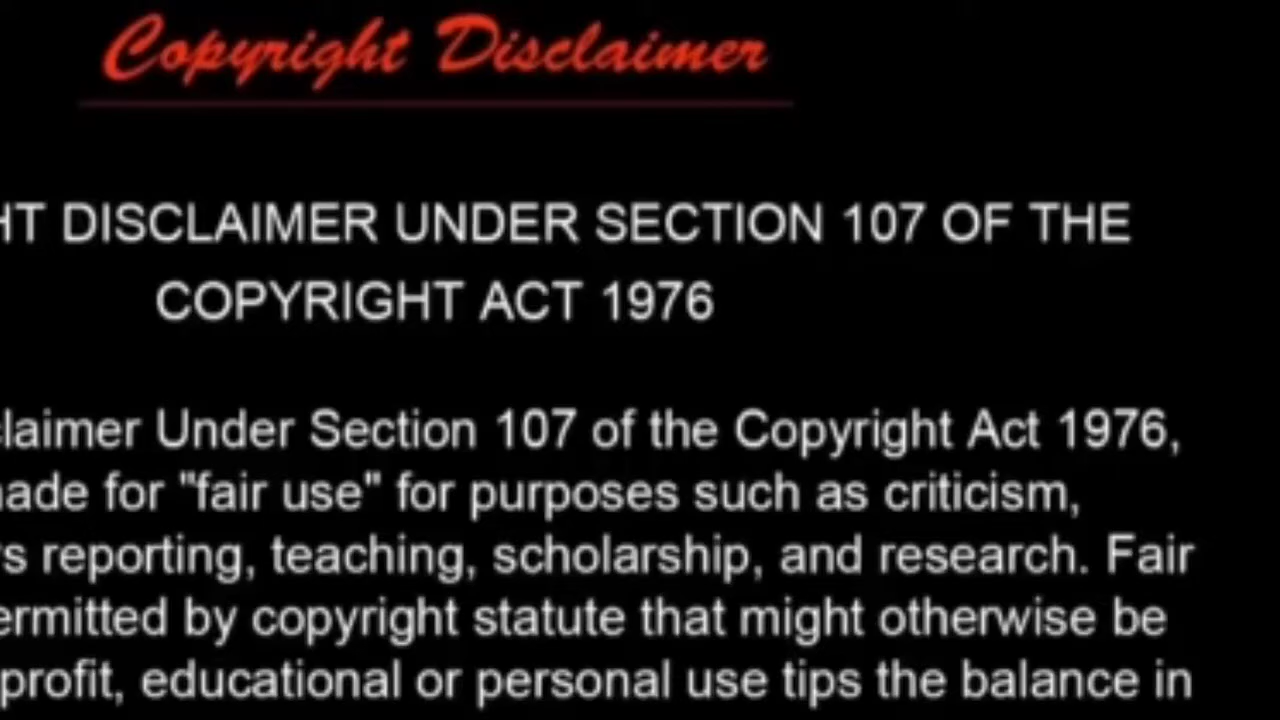 Copyright Disclaimer
HT DISCLAIMER UNDER SECTION 107 OF THE
COPYRIGHT ACT 1976
claimer Under Section 107 of the Copyright Act 1976,
ade for "fair use" for purposes such as criticism,
s reporting, teaching, scholarship, and research. Fair
ermitted by copyright statute that might otherwise be
profit, educational or personal use tips the balance in